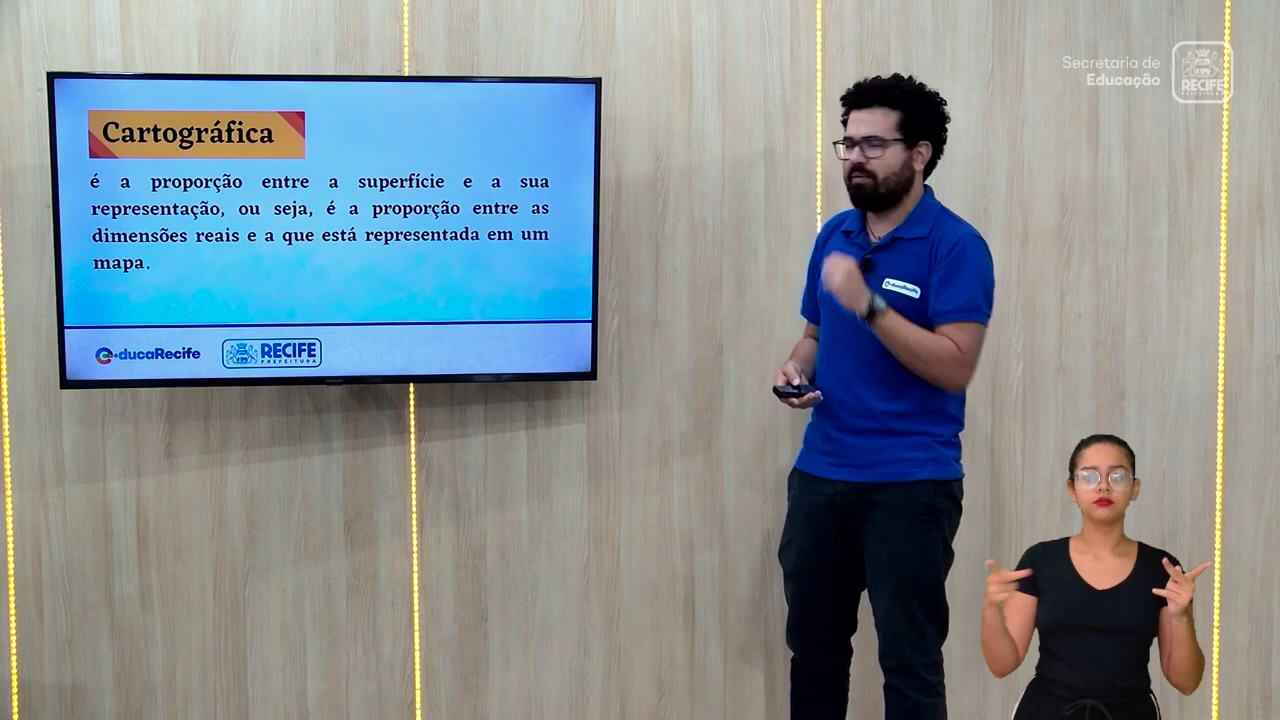 Secretaria de
Educação
RECIFE
PREFEITURA
Cartográfica
é a proporção entre a superfície e a sua
representação, ou seja, é a proporção entre as
dimensões reais e a que está representada em um
mapa.
e·ducaRecife
RECIFE
PREFEITURA
e·ducaRecife